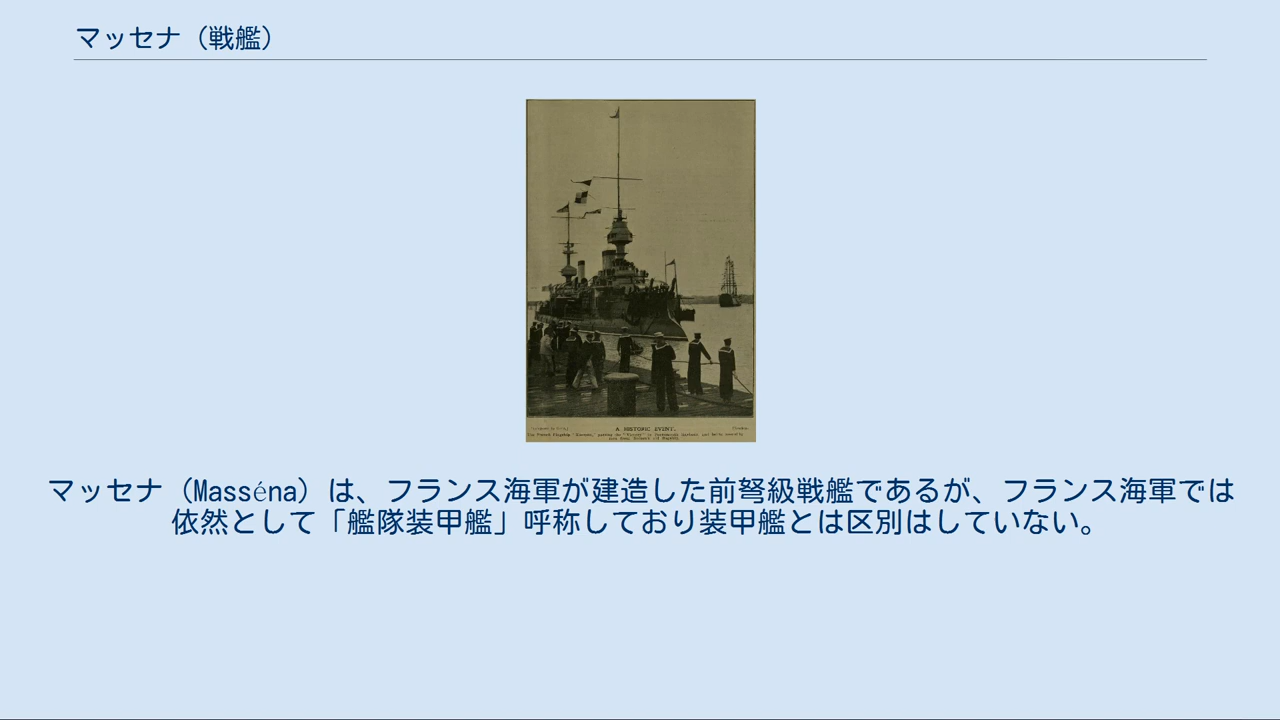 マッセナ（戦艦）
A HISTORIC EVENT.
マッセナ（Masséna）は、フランス海軍が建造した前弩級戦艦であるが、フランス海軍では
依然として「艦隊装甲艦」呼称しており装甲艦とは区別はしていない。